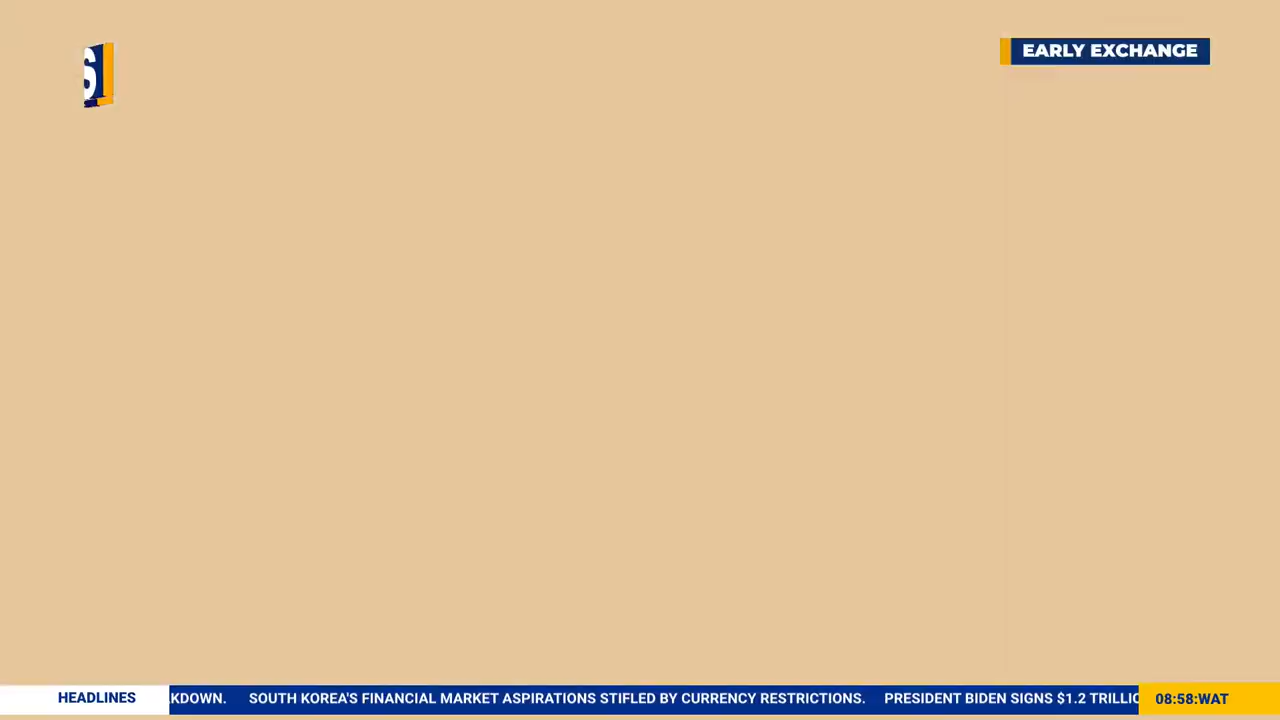 S
EARLY EXCHANGE
HEADLINES KDOWN. SOUTH KOREA'S FINANCIAL MARKET ASPIRATIONS STIFLED BY CURRENCY RESTRICTIONS. PRESIDENT BIDEN SIGNS $1.2 TRILLIO 08:58:WAT